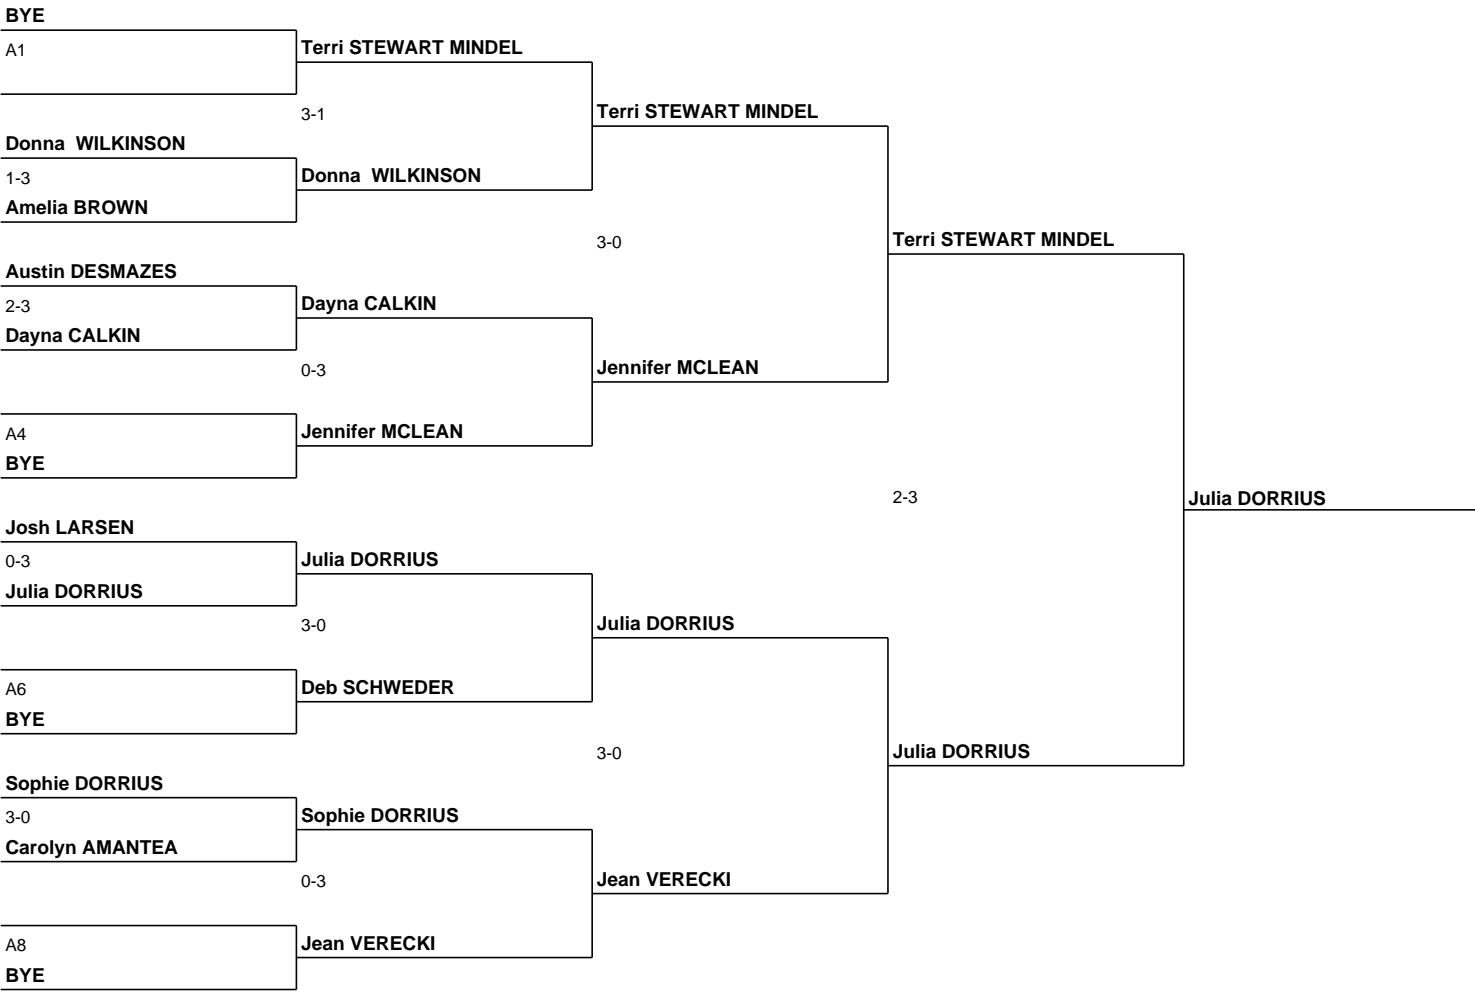 BYE
A1
Terri STEWART MINDEL
3-1
Terri STEWART MINDEL
Donna  WILKINSON
1-3
Donna  WILKINSON
Amelia BROWN
3-0
Terri STEWART MINDEL
Austin DESMAZES
2-3
Dayna CALKIN
Dayna CALKIN
0-3
Jennifer MCLEAN
A4
Jennifer MCLEAN
BYE
2-3
Julia DORRIUS
Josh LARSEN
0-3
Julia DORRIUS
Julia DORRIUS
3-0
Julia DORRIUS
A6
Deb SCHWEDER
BYE
3-0
Julia DORRIUS
Sophie DORRIUS
3-0
Sophie DORRIUS
Carolyn AMANTEA
0-3
Jean VERECKI
A8
Jean VERECKI
BYE